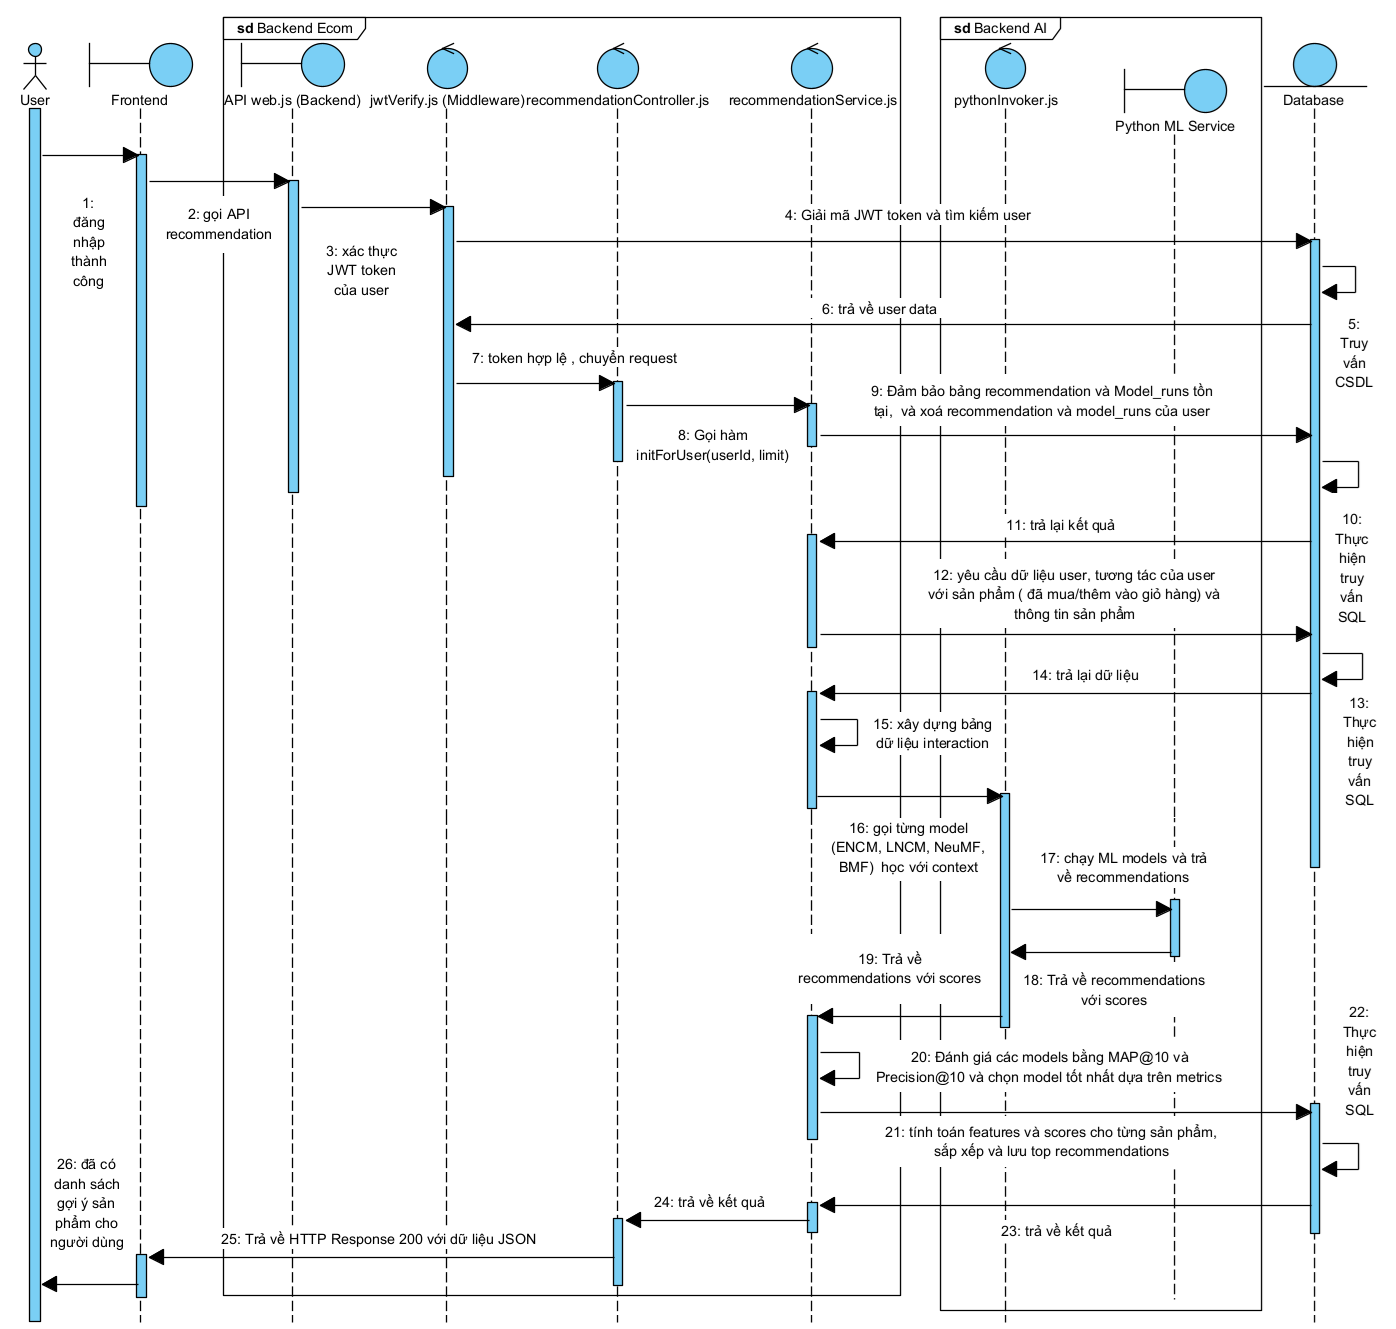 sd Backend Ecom
sd Backend AI
User
Frontend
API web.js (Backend)
jwtVerify.js (Middleware)
recommendationController.js
recommendationService.js
pythonInvoker.js
Python ML Service
Database
1:
đăng
nhập
thành
công
2: gọi API
recommendation
3: xác thực
JWT token
của user
4: Giải mã JWT token và tìm kiếm user
5:
Truy
vấn
CSDL
6: trả về user data
7: token hợp lệ , chuyển request
8: Gọi hàm
initForUser(userId, limit)
9: Đảm bảo bảng recommendation và Model_runs tồn
tại,  và xoá recommendation và model_runs của user
10:
Thực
hiện
truy
vấn
SQL
11: trả lại kết quả
12: yêu cầu dữ liệu user, tương tác của user
với sản phẩm ( đã mua/thêm vào giỏ hàng) và
thông tin sản phẩm
13:
Thực
hiện
truy
vấn
SQL
14: trả lại dữ liệu
15: xây dựng bảng
dữ liệu interaction
16: gọi từng model
(ENCM, LNCM, NeuMF,
BMF)  học với context
17: chạy ML models và trả
về recommendations
18: Trả về recommendations
với scores
19: Trả về
recommendations với scores
20: Đánh giá các models bằng MAP@10 và
Precision@10 và chọn model tốt nhất dựa trên metrics
21: tính toán features và scores cho từng sản phẩm,
sắp xếp và lưu top recommendations
22:
Thực
hiện
truy
vấn
SQL
23: trả về kết quả
24: trả về kết quả
25: Trả về HTTP Response 200 với dữ liệu JSON
26: đã có
danh sách
gợi ý sản
phẩm cho
người dùng